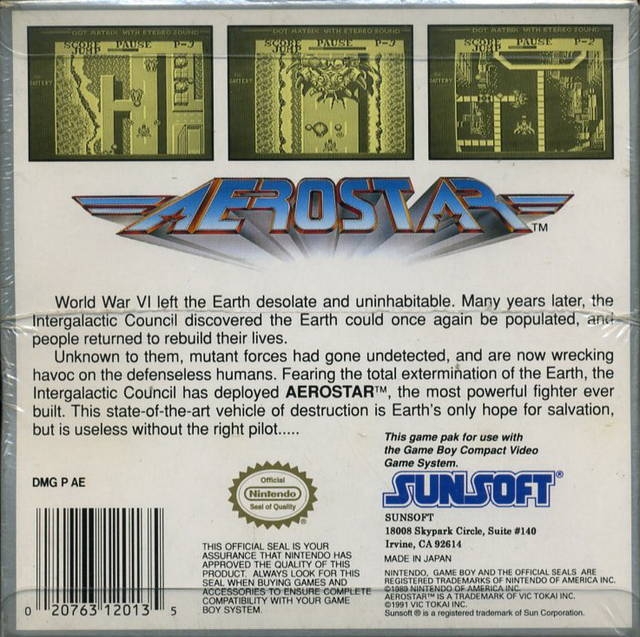 DOT MATRIX WITH STEREO SOUND
SCORE PAUSE P-3
BATTERY
DOT MATRIX WITH STEREO SOUND
SCORE PAUSE P-3
BATTERY
DOT MATRIX WITH STEREO SOUND
SCORE PAUSE P-2
BATTERY
AEROSTAR TM
World War VI left the Earth desolate and uninhabitable. Many years later, the
Intergalactic Council discovered the Earth could once again be populated, and
people returned to rebuild their lives.
Unknown to them, mutant forces had gone undetected, and are now wrecking
havoc on the defenseless humans. Fearing the total extermination of the Earth, the
Intergalactic Council has deployed AEROSTAR™, the most powerful fighter ever
built. This state-of-the-art vehicle of destruction is Earth's only hope for salvation,
but is useless without the right pilot.....
This game pak for use with
the Game Boy Compact Video
Game System.
DMG P AE
Official
Nintendo
Seal of Quality
®
SUNSOFT®
SUNSOFT
18008 Skypark Circle, Suite #140
Irvine, CA 92614
MADE IN JAPAN
THIS OFFICIAL SEAL IS YOUR
ASSURANCE THAT NINTENDO HAS
APPROVED THE QUALITY OF THIS
PRODUCT. ALWAYS LOOK FOR THIS
SEAL WHEN BUYING GAMES AND
ACCESSORIES TO ENSURE COMPLETE
COMPATIBILITY WITH YOUR GAME
BOY SYSTEM.
NINTENDO, GAME BOY AND THE OFFICIAL SEALS ARE
REGISTERED TRADEMARKS OF NINTENDO OF AMERICA INC.
©1989 NINTENDO OF AMERICA INC.
AEROSTAR™ IS A TRADEMARK OF VIC TOKAI INC.
©1991 VIC TOKAI INC.
Sunsoft ® is a registered trademark of Sun Corporation.
0 20763 12013 5